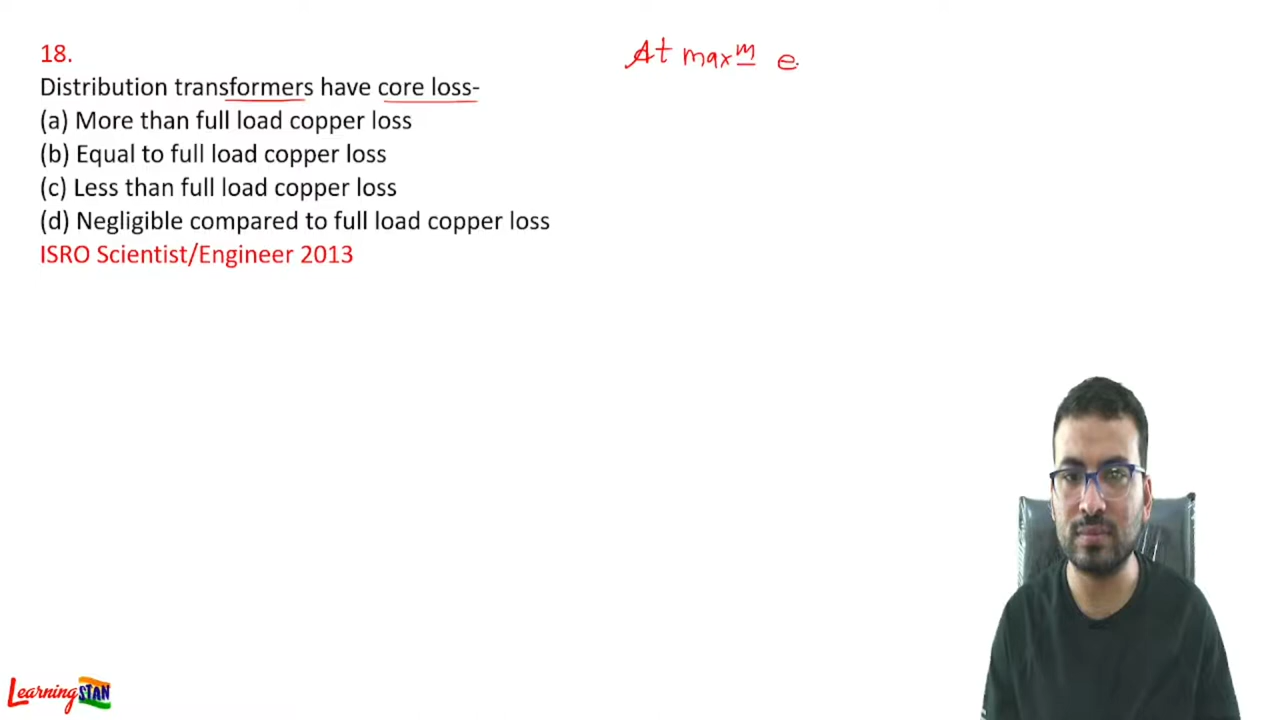 18.
Distribution transformers have core loss-
(a) More than full load copper loss
(b) Equal to full load copper loss
(c) Less than full load copper loss
(d) Negligible compared to full load copper loss
ISRO Scientist/Engineer 2013
At maxm e
LearningSTAN